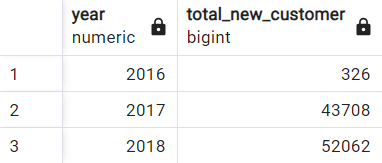 year total_new_customer
numeric bigint
1 2016 326
2 2017 43708
3 2018 52062